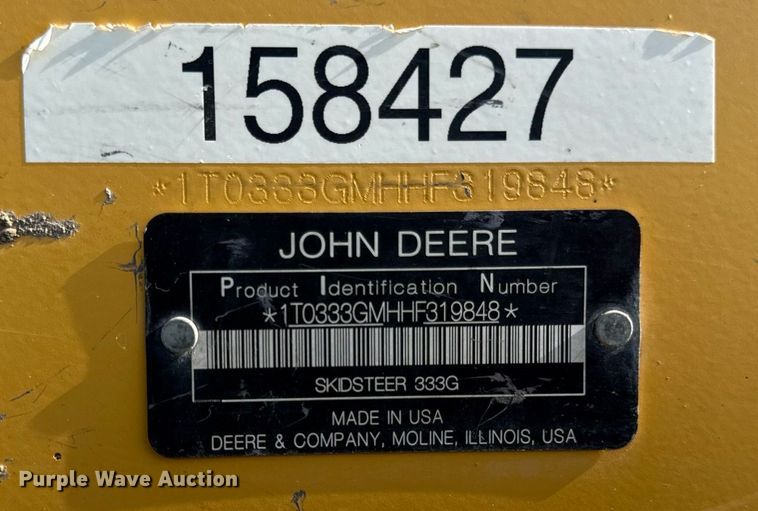 158427
*1T0333GMHHF319848*
JOHN DEERE
Product Identification Number
*1T0333GMHHF319848*
SKIDSTEER 333G
MADE IN USA
DEERE & COMPANY, MOLINE, ILLINOIS, USA
Purple Wave Auction